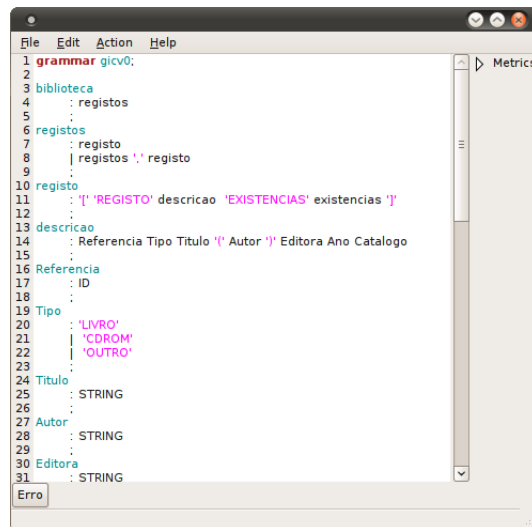 File Edit Action Help
1 grammar gicv0;
2
3 biblioteca
4 : registos
5 ;
6 registos
7 : registo
8 | registos '.' registo
9 ;
10 registo
11 : '[' 'REGISTO' descricao 'EXISTENCIAS' existencias ']'
12 ;
13 descricao
14 : Referencia Tipo Titulo '(' Autor ')' Editora Ano Catalogo
15 ;
16 Referencia
17 : ID
18 ;
19 Tipo
20 : 'LIVRO'
21 | 'CDROM'
22 | 'OUTRO'
23 ;
24 Titulo
25 : STRING
26 ;
27 Autor
28 : STRING
29 ;
30 Editora
31 : STRING
Metrics
Erro